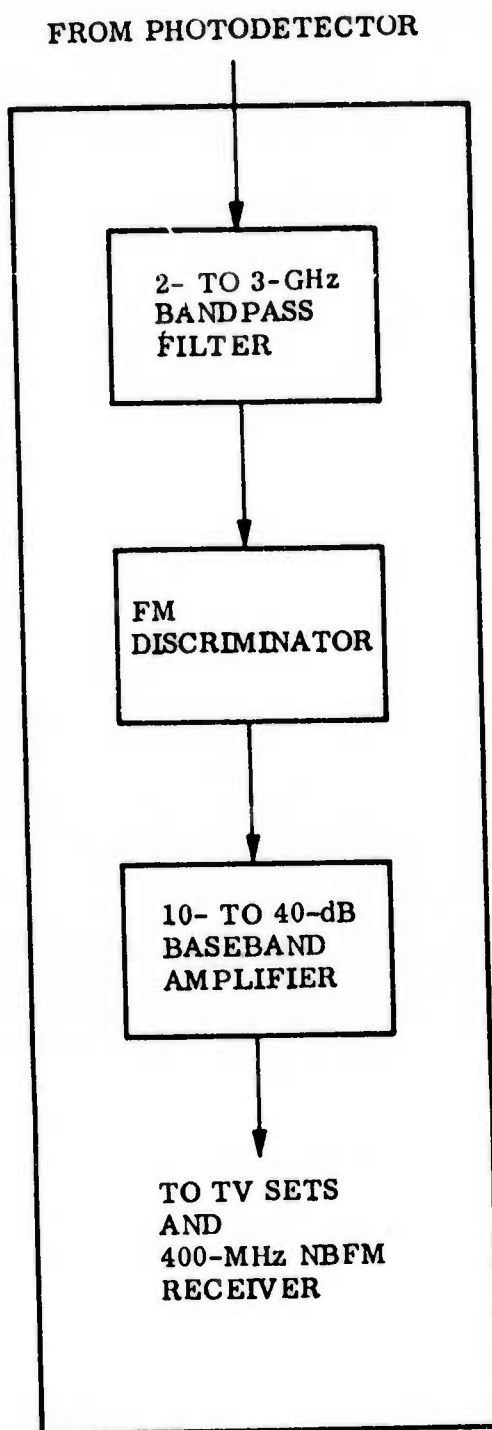 FROM PHOTODETECTOR
2- TO 3-GHz
BANDPASS
FILTER
FM
DISCRIMINATOR
10- TO 40-dB
BASEBAND
AMPLIFIER
TO TV SETS
AND
400-MHz NBFM
RECEIVER